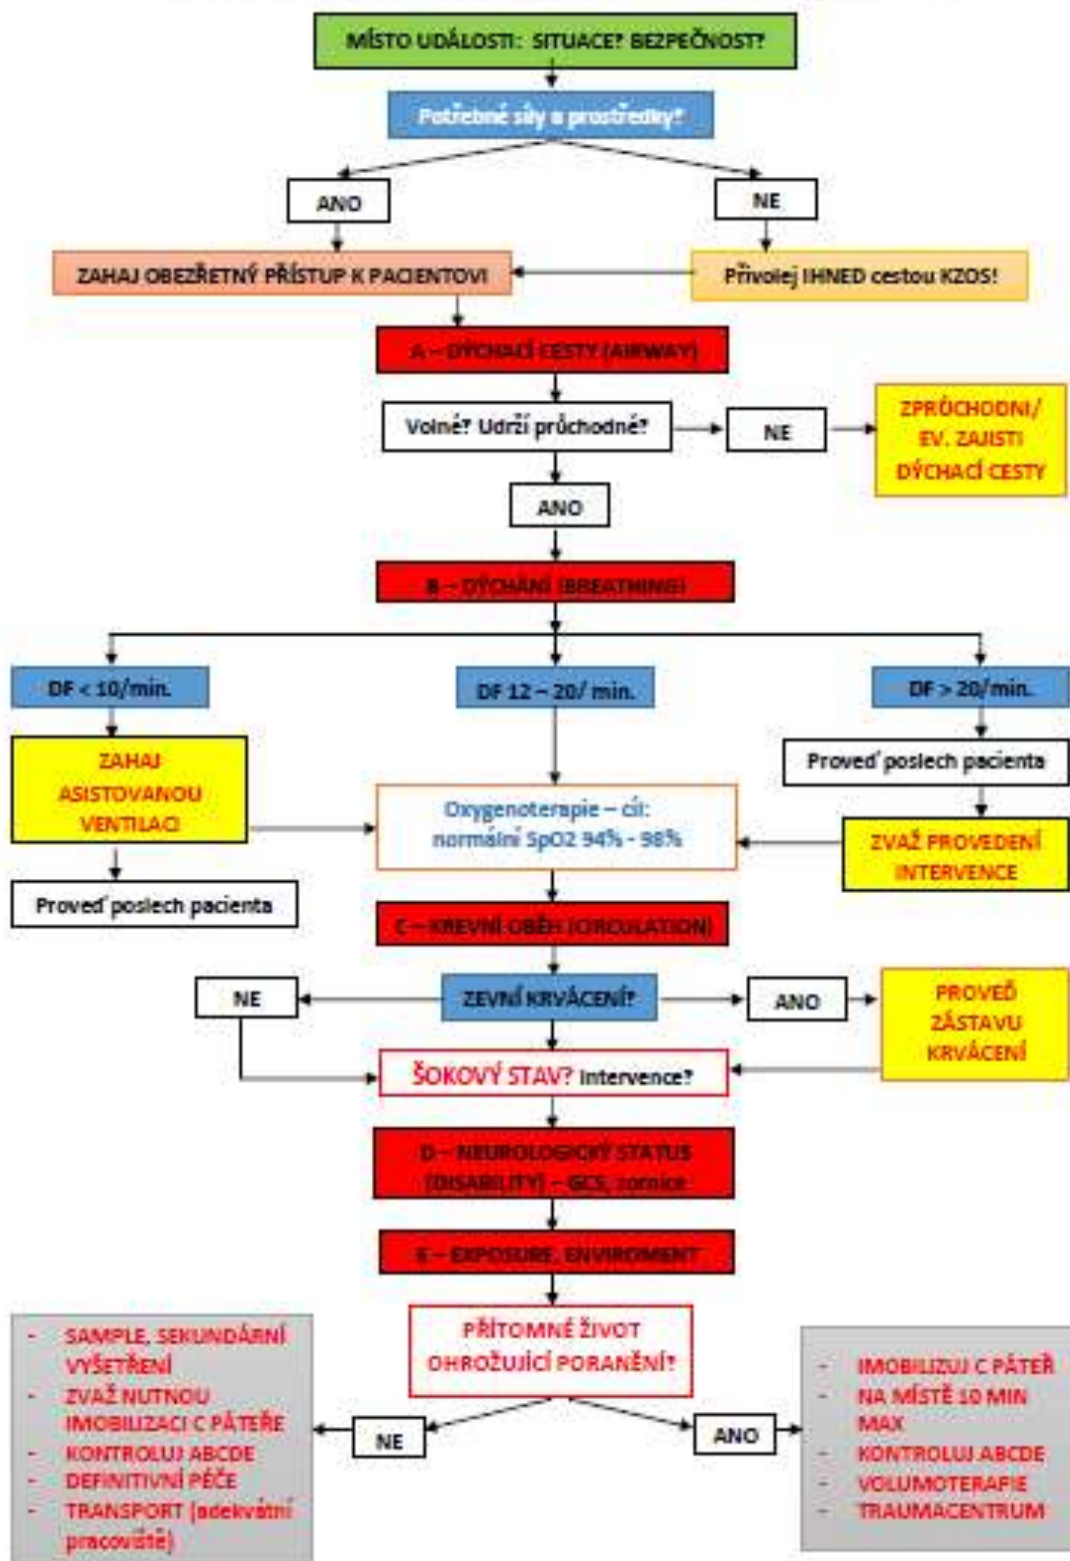 MÍSTO UDÁLOSTI: SITUACE? BEZPEČNOST?
Potřebné síly a prostředky?
ANO
NE
ZAHAJ OBEZŘETNÝ PŘÍSTUP K PACIENTOVI
Přivolej IHNED cestou KZOS!
A – DÝCHACÍ CESTY (AIRWAY)
Volné? Udrží průchodné?
NE
ZPRŮCHODNI/
EV. ZAJISTI
DÝCHACÍ CESTY
ANO
B – DÝCHÁNÍ (BREATHING)
DF < 10/min.
DF 12 – 20/ min.
DF > 20/min.
ZAHAJ
ASISTOVANOU
VENTILACI
Proveď poslech pacienta
Oxygenoterapie – cíl:
normální SpO2 94% - 98%
ZVAŽ PROVEDENÍ
INTERVENCE
Proveď poslech pacienta
C – KREVNÍ OBĚH (CIRCULATION)
NE
ZEVNÍ KRVÁCENÍ?
ANO
PROVEĎ
ZÁSTAVU
KRVÁCENÍ
ŠOKOVÝ STAV? Intervence?
D – NEUROLOGICKÝ STATUS
(DISABILITY) – GCS, zornice
E – EXPOSURE, ENVIROMENT
PŘÍTOMNÉ ŽIVOT
OHROŽUJÍCÍ PORANĚNÍ?
NE
ANO
- SAMPLE, SEKUNDÁRNÍ
VYŠETŘENÍ
- ZVAŽ NUTNOU
IMOBILIZACI C PÁTEŘE
- KONTROLUJ ABCDE
- DEFINITIVNÍ PÉČE
- TRANSPORT (adekvátní
pracoviště)
- IMOBILIZUJ C PÁTEŘ
- NA MÍSTĚ 10 MIN
MAX
- KONTROLUJ ABCDE
- VOLUMOTERAPIE
- TRAUMACENTRUM